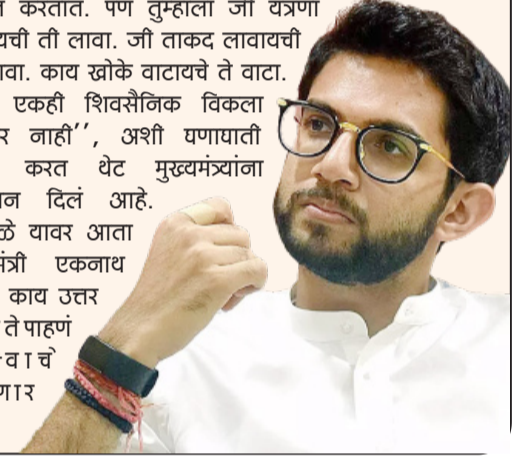 करतात. पण तुम्हाला जी यंत्रणा
ती लावा. जी ताकद लावायची
काय खोके वाटायचे ते वाटा.
एकही शिवसैनिक विकला
नाही’’, अशी घणाघाती
करत थेट मुख्यमंत्र्यांना
दिलं आहे.
यावर आता
एकनाथ
काय उत्तर
ते पाहणं